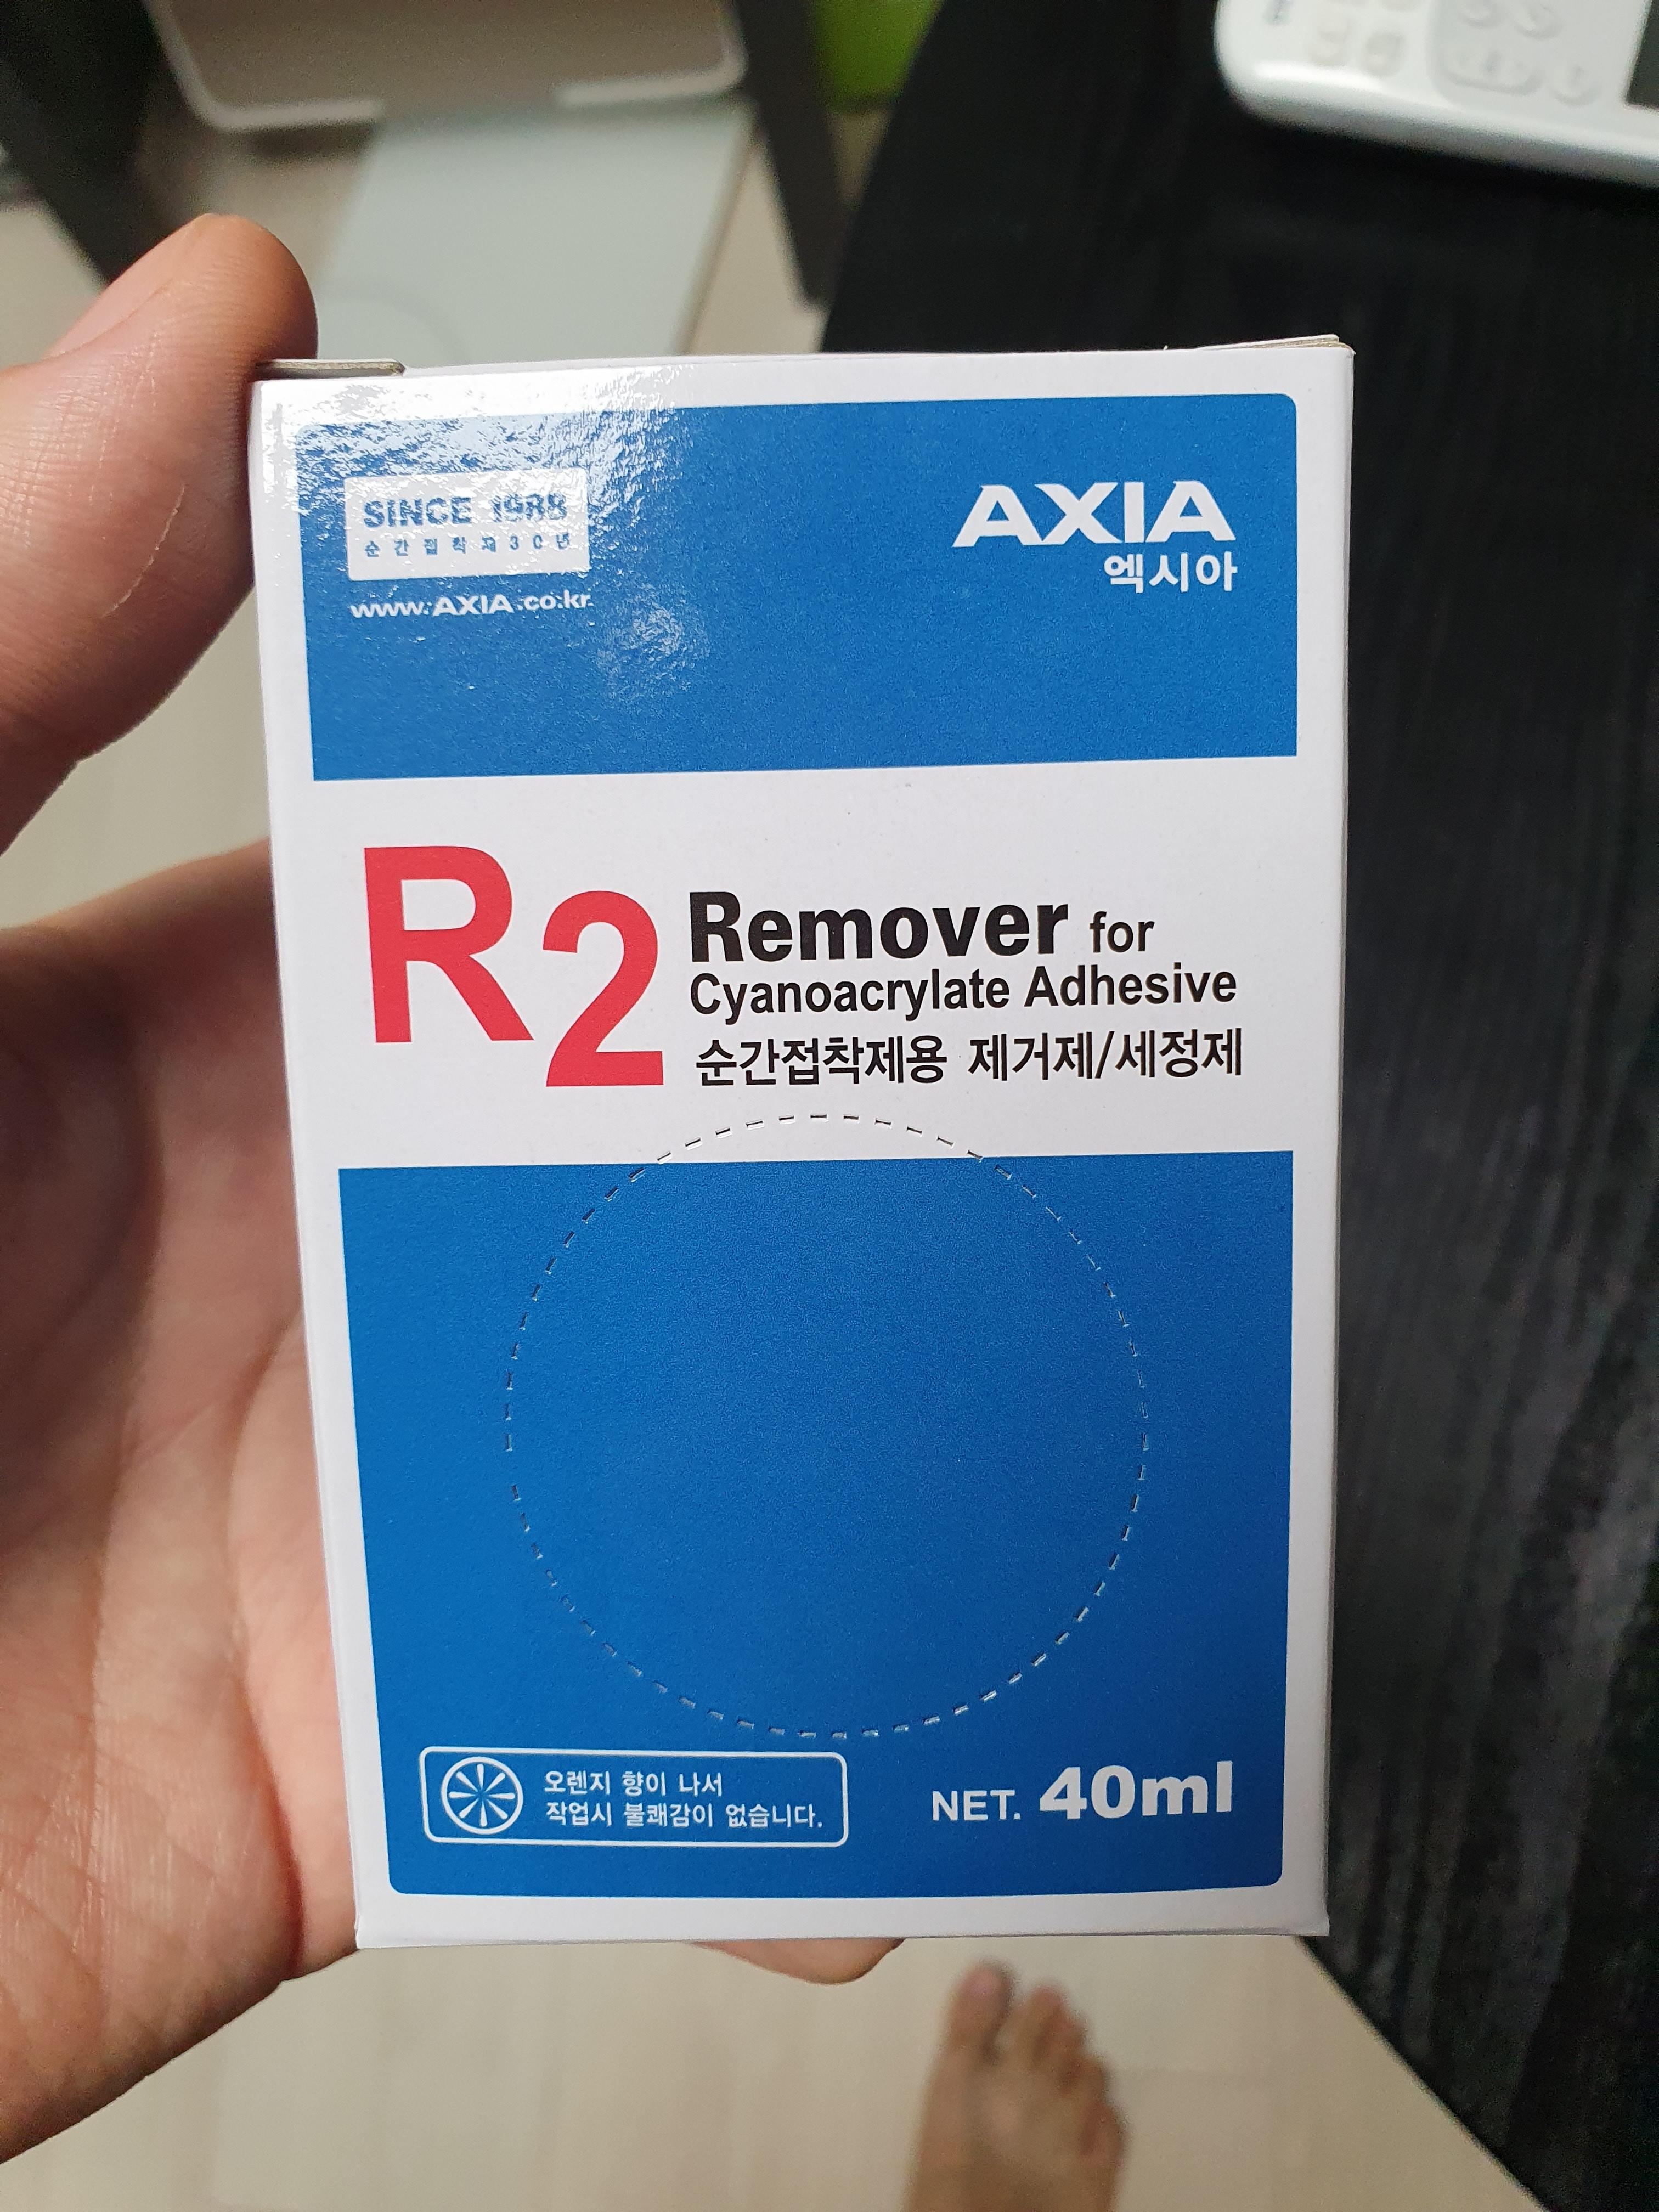 SINCE 1988
순간접착제30년
www.AXIA.co.kr
AXIA
엑시아
R2
Remover for
Cyanoacrylate Adhesive
순간접착제용 제거제/세정제
오렌지 향이 나서
작업시 불쾌감이 없습니다.
NET. 40ml